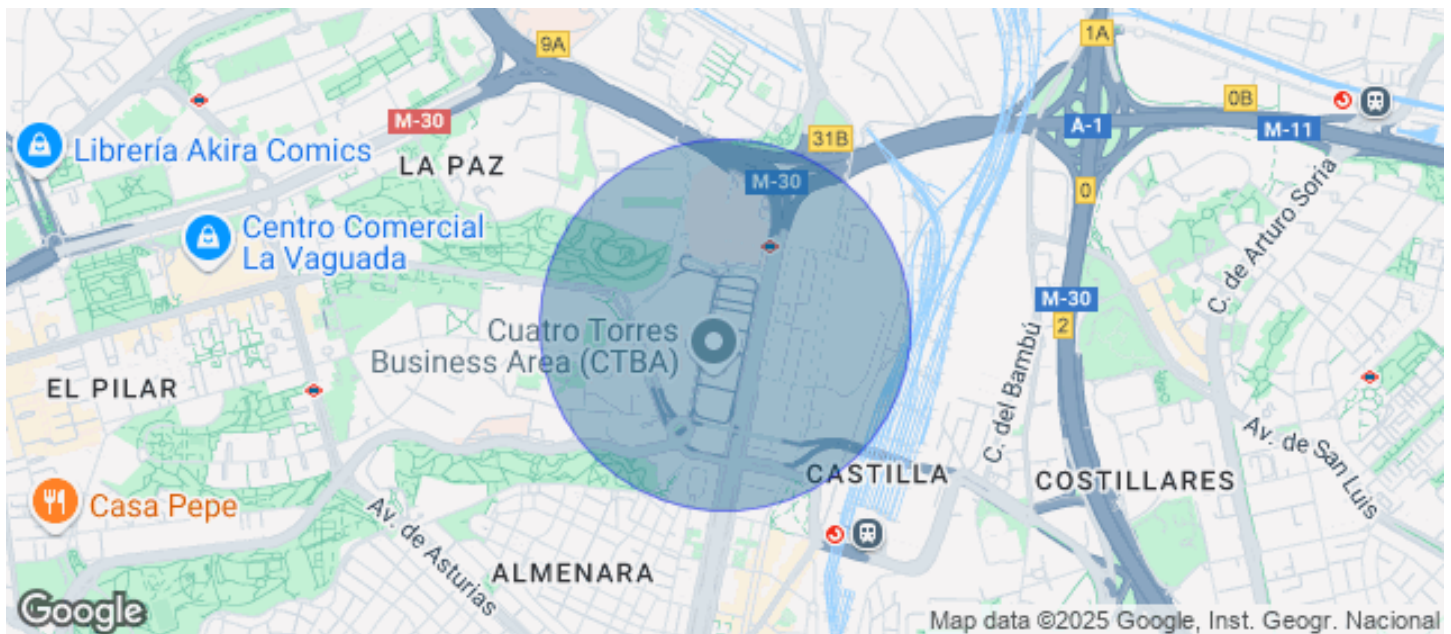 1A
9A
0B
A-1
M-11
M-30
31B
Librería Akira Comics
LA PAZ
M-30
0
C. de Arturo Soria
Centro Comercial
La Vaguada
M-30
2
Cuatro Torres
Business Area (CTBA)
EL PILAR
C. del Bambú
Av. de San Luis
CASTILLA
COSTILLARES
Casa Pepe
Av. de Asturias
ALMENARA
Google
Map data ©2025 Google, Inst. Geogr. Nacional